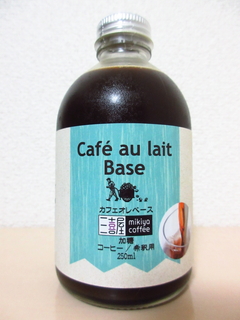 Café au lait
Base
カフェオレベース
三喜屋
mikiya
coffee
加糖
コーヒー / 希釈用
250ml